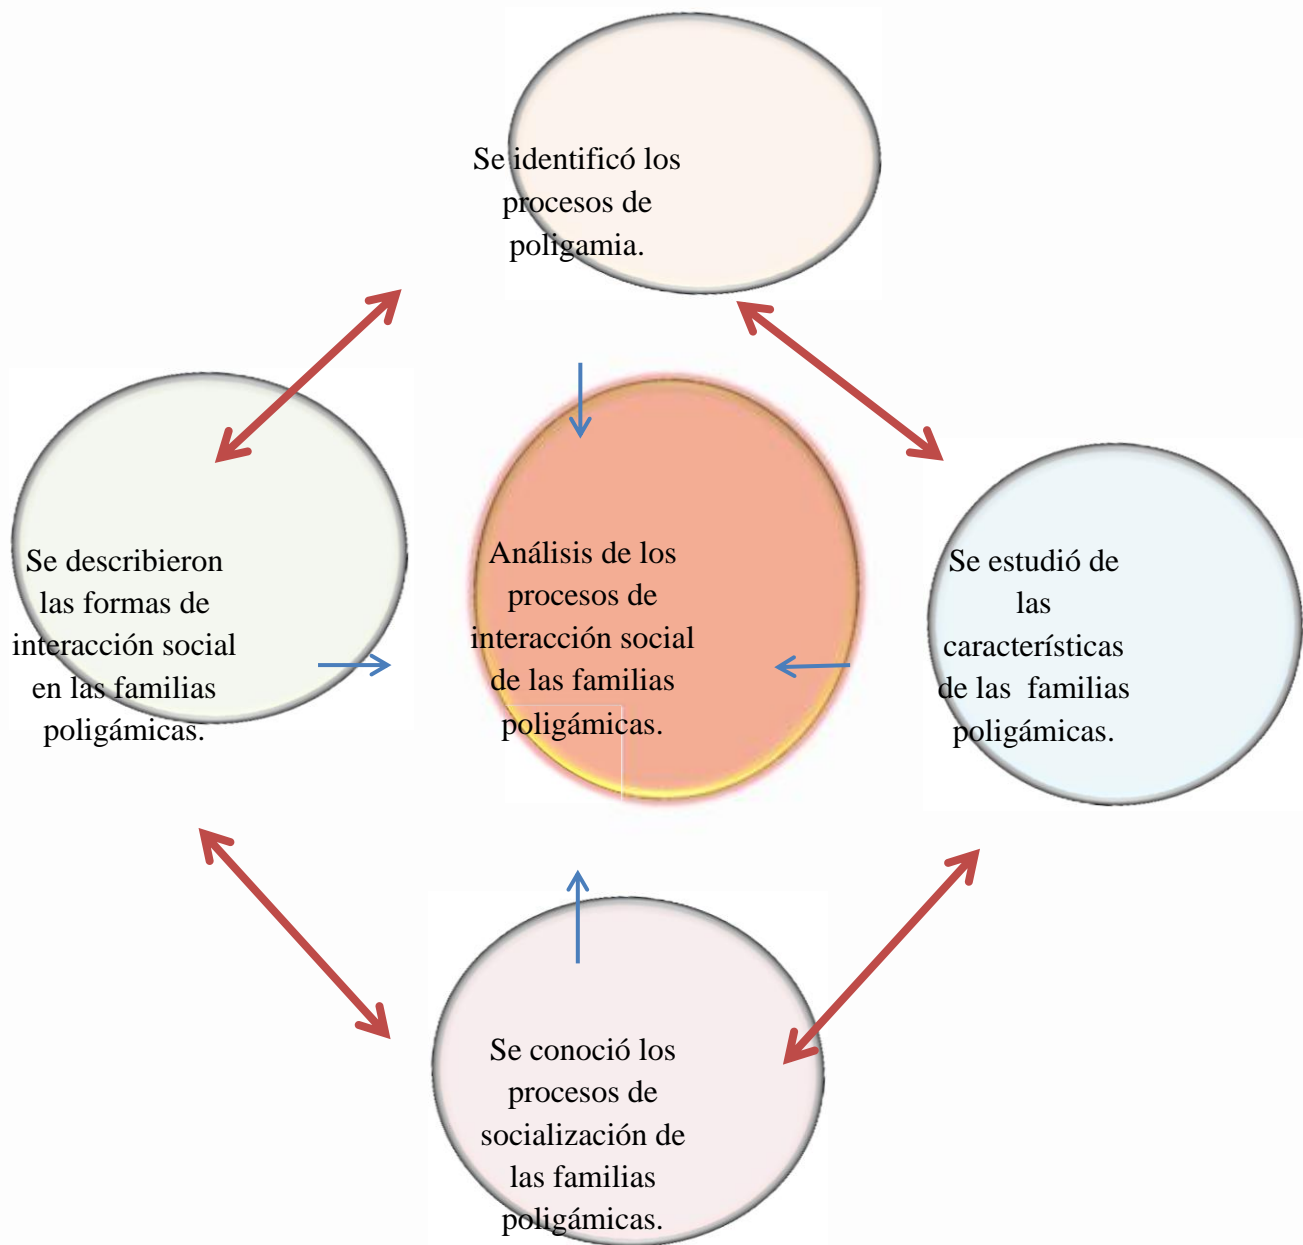 Se identificó los
procesos de
poligamia.
Se describieron
las formas de
interacción social
en las familias
poligámicas.
Análisis de los
procesos de
interacción social
de las familias
poligámicas.
Se estudió de
las
características
de las familias
poligámicas.
Se conoció los
procesos de
socialización de
las familias
poligámicas.